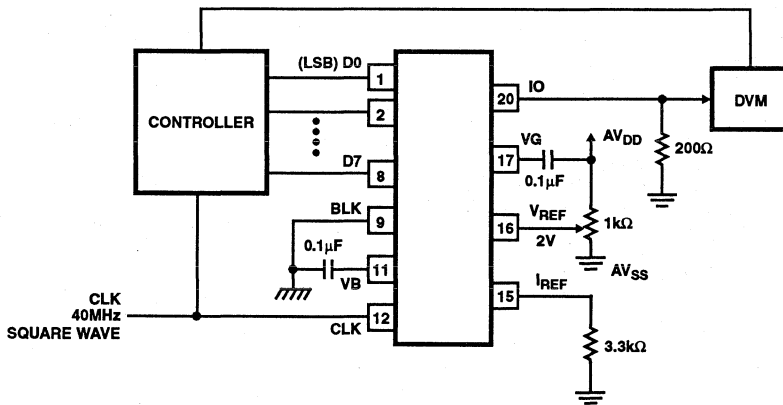 CONTROLLER
(LSB) D0
1
2
D7
8
BLK
9
0.1μF
11
VB
12
CLK
CLK
40MHz
SQUARE WAVE
20
IO
DVM
200Ω
17
VG
0.1μF
AVDD
16
VREF
2V
1kΩ
AVSS
15
IREF
3.3kΩ